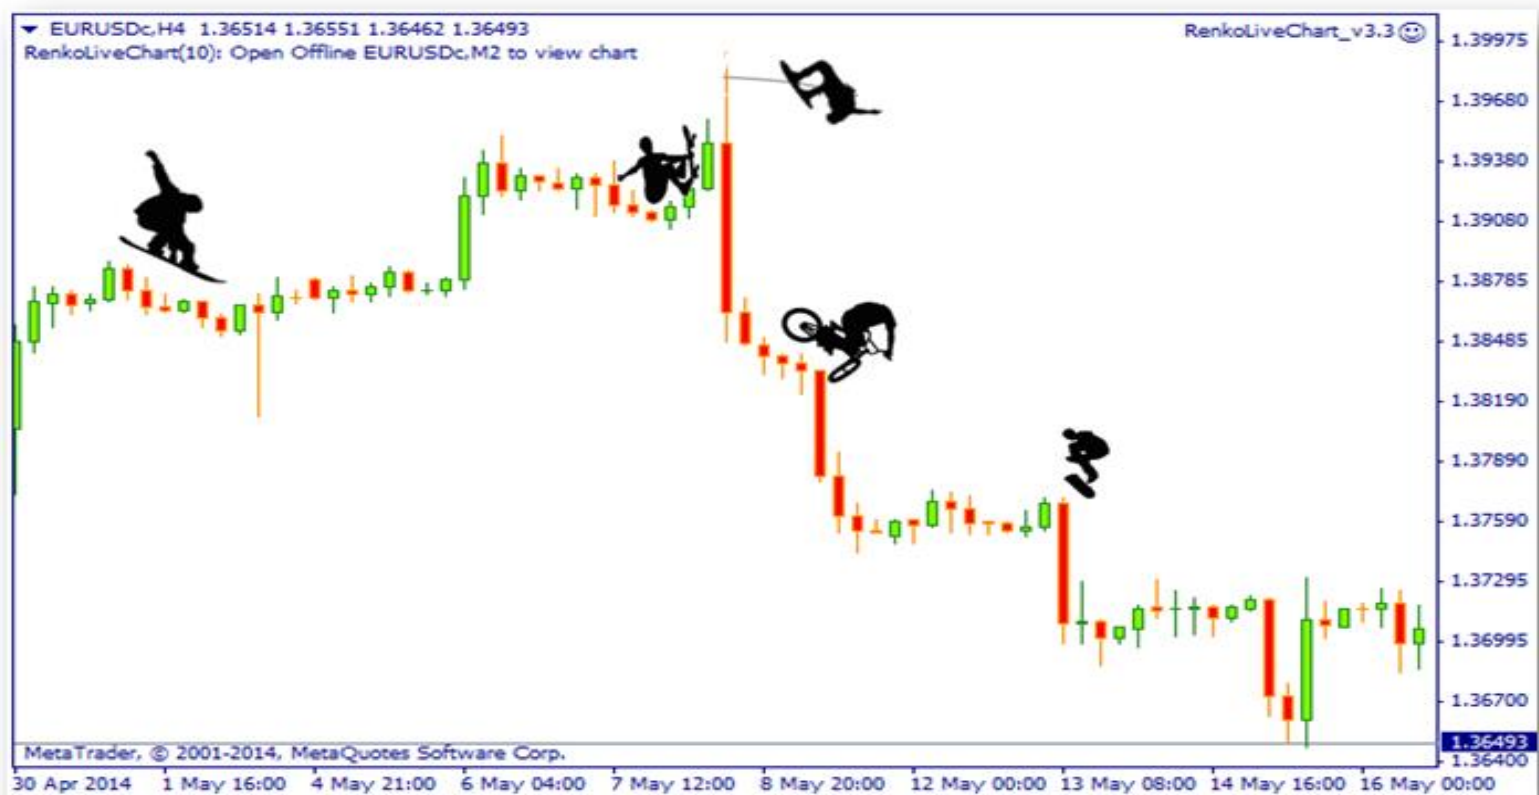 EURUSDc,H4 1.36514 1.36551 1.36462 1.36493
RenkoLiveChart_v3.3
RenkoLiveChart(10): Open Offline EURUSDc,M2 to view chart
1.39975
1.39680
1.39380
1.39080
1.38785
1.38485
1.38190
1.37890
1.37590
1.37295
1.36995
1.36700
1.36493
1.36400
MetaTrader, © 2001-2014, MetaQuotes Software Corp.
30 Apr 2014 1 May 16:00 4 May 21:00 6 May 04:00 7 May 12:00 8 May 20:00 12 May 00:00 13 May 08:00 14 May 16:00 16 May 00:00